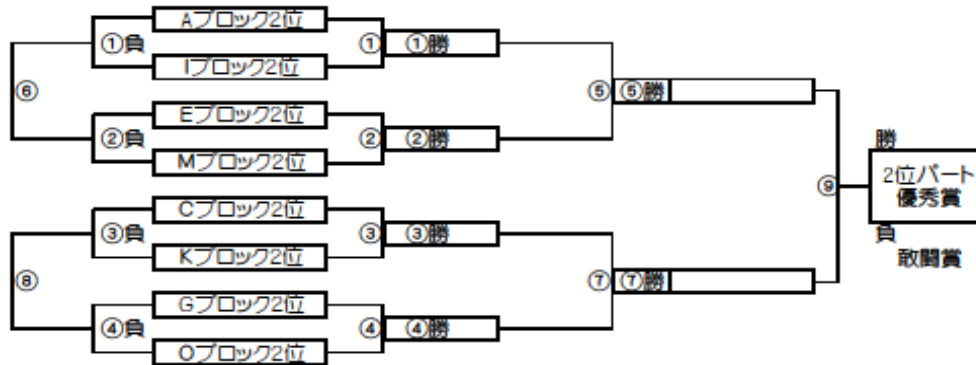 Aブロック2位
①負 ① ①勝
Iブロック2位
⑥ ⑤ ⑤勝
Eブロック2位
②負 ② ②勝
Mブロック2位
勝
⑨ 2位パート
優秀賞
Cブロック2位
③負 ③ ③勝
負
Kブロック2位
敢闘賞
⑧ ⑦ ⑦勝
Gブロック2位
④負 ④ ④勝
Oブロック2位